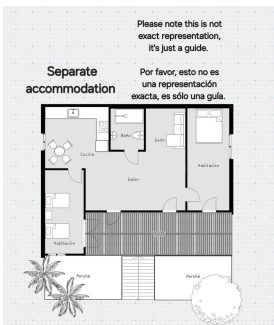 Please note this is not
exact representation,
it's just a guide.
Separate
accommodation
Por favor, esto no es
una representación
exacta, es sólo una guía.
Baño
Salón
Cocina
Habitación
Salón
Habitación
Porche
Porche